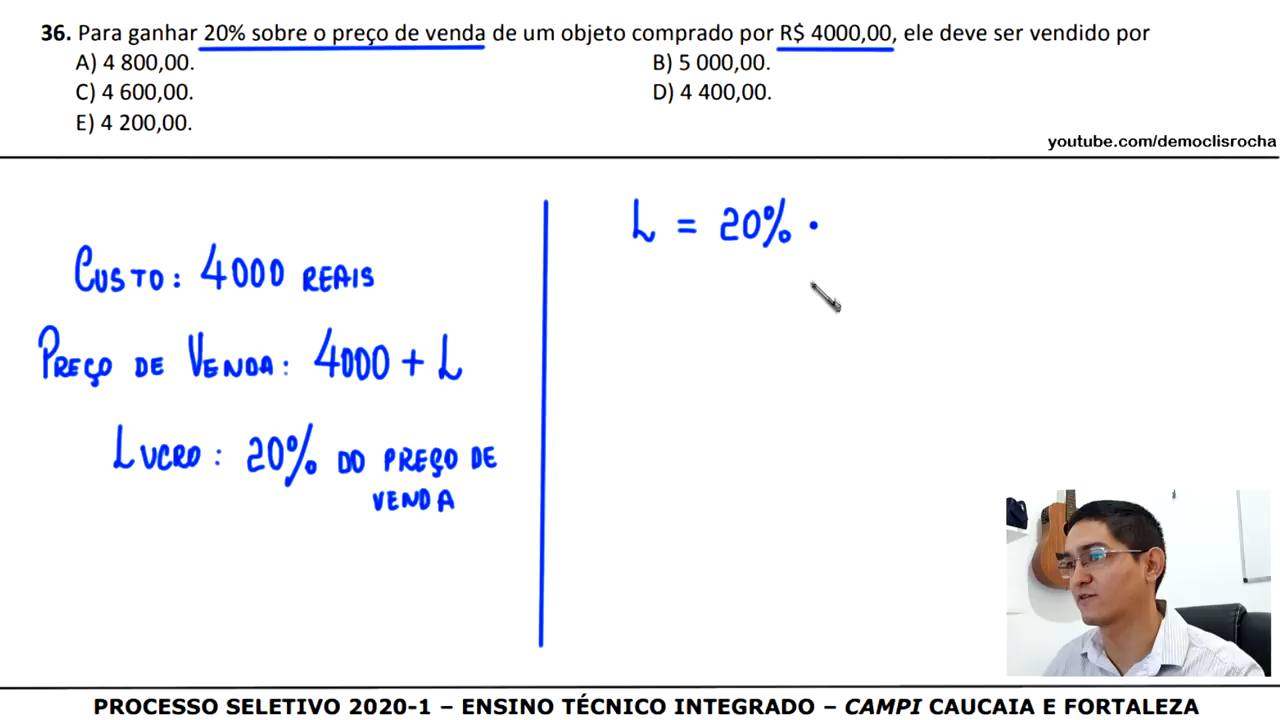 36. Para ganhar 20% sobre o preço de venda de um objeto comprado por R$ 4000,00, ele deve ser vendido por
A) 4 800,00.
B) 5 000,00.
C) 4 600,00.
D) 4 400,00.
E) 4 200,00.
youtube.com/democlisrocha
CUSTO: 4000 REAIS
PREÇO DE VENDA: 4000 + L
LUCRO: 20% DO PREÇO DE
VENDA
L = 20% ·
PROCESSO SELETIVO 2020-1 – ENSINO TÉCNICO INTEGRADO – CAMPI CAUCAIA E FORTALEZA